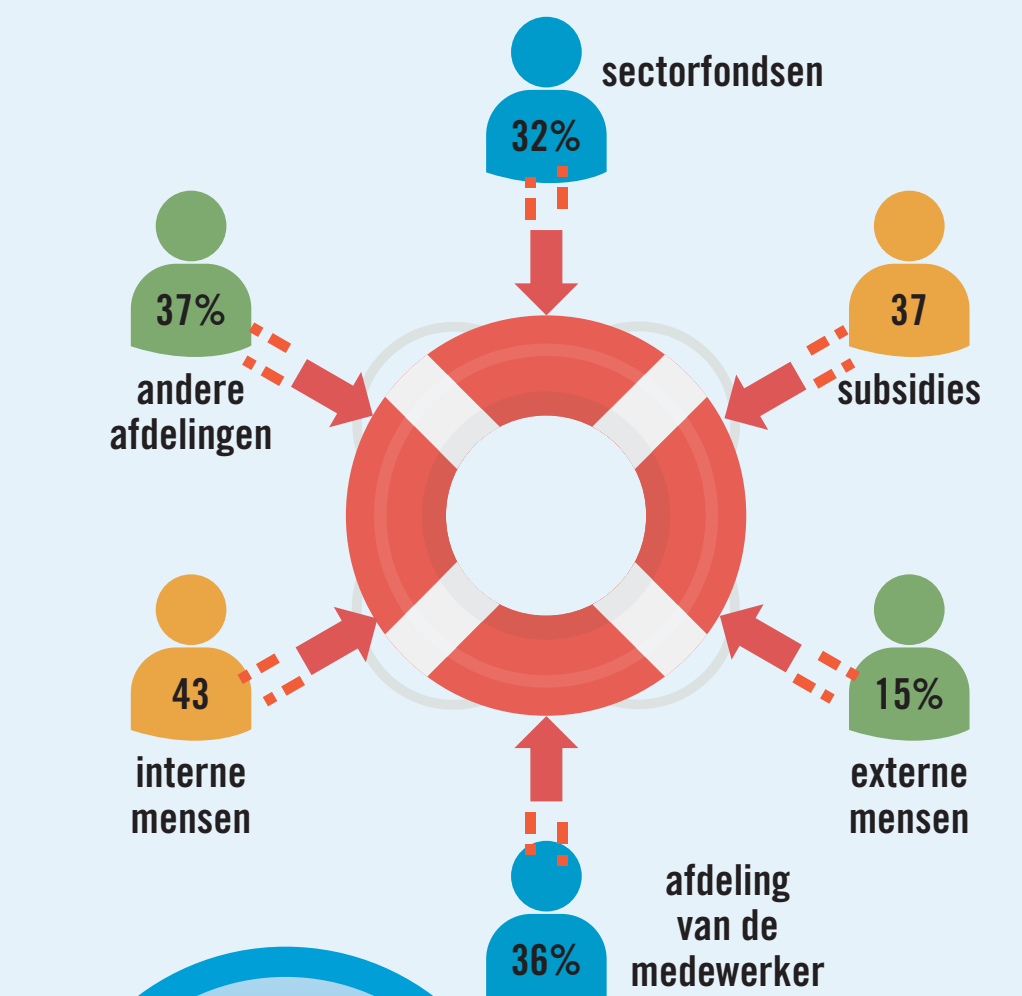 sectorfondsen
32%
37%
andere
afdelingen
37
subsidies
43
interne
mensen
15%
externe
mensen
36%
afdeling
van de
medewerker